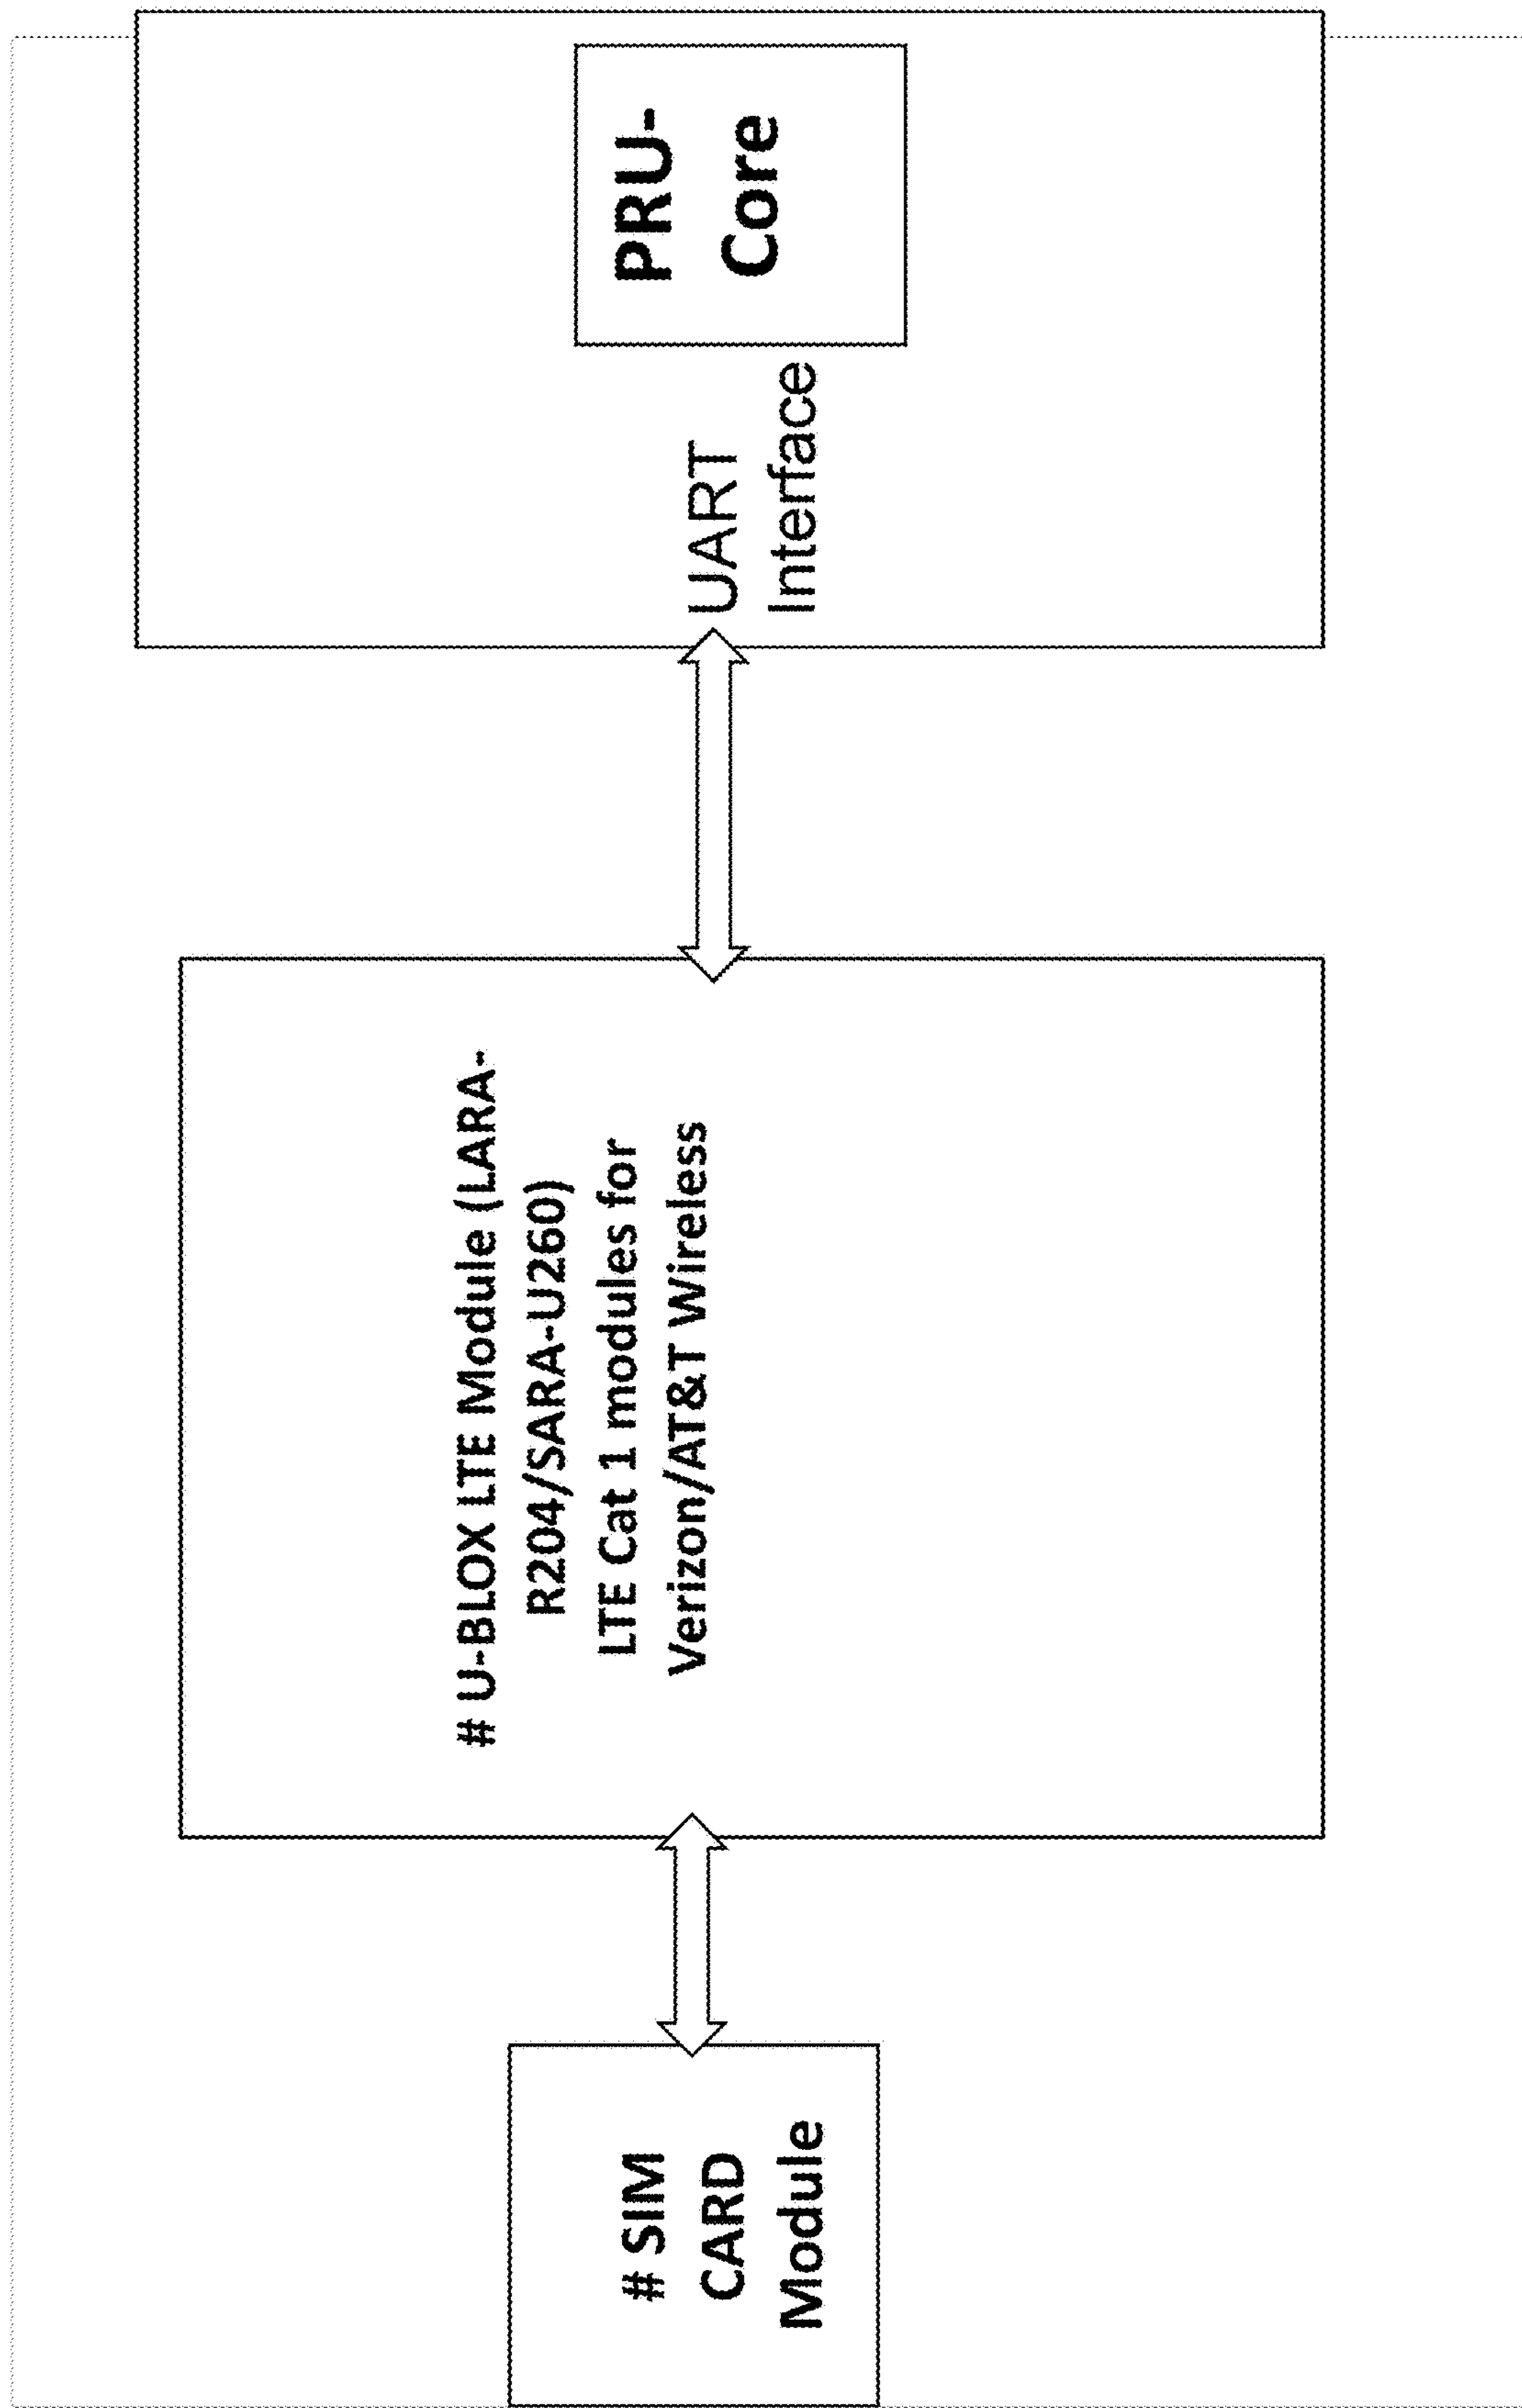 # SIM
CARD
Module
# U-BLOX LTE Module (LARA-
R204/SARA-U260)
LTE Cat 1 modules for
Verizon/AT&T Wireless
UART
Interface
PRU-
Core